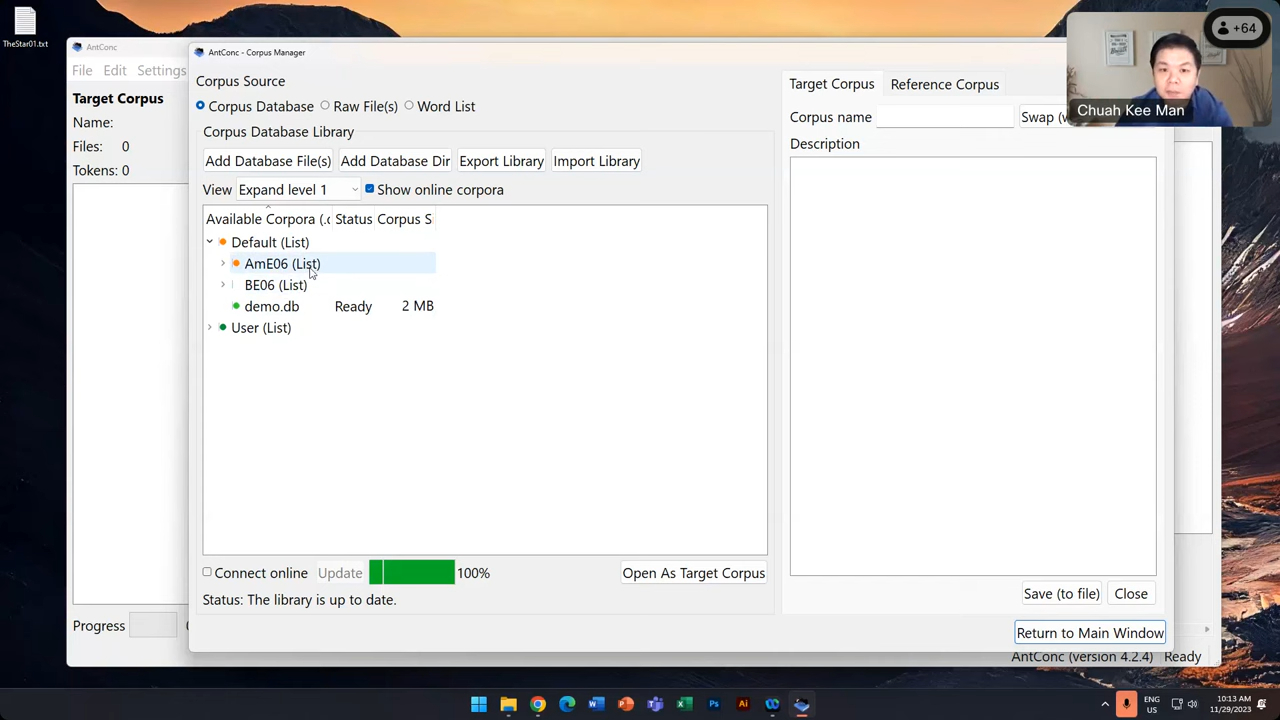 TheStar01.txt
AntConc
File Edit Settings
Target Corpus
Name:
Files: 0
Tokens: 0
Progress
AntConc - Corpus Manager
Corpus Source
Corpus Database Raw File(s) Word List
Corpus Database Library
Add Database File(s) Add Database Dir Export Library Import Library
View Expand level 1 Show online corpora
Available Corpora (.c Status Corpus S
Default (List)
AmE06 (List)
BE06 (List)
demo.db Ready 2 MB
User (List)
Connect online Update 100% Open As Target Corpus
Status: The library is up to date.
Target Corpus Reference Corpus
Corpus name Swap (w
Description
Save (to file) Close
Return to Main Window
AntConc (version 4.2.4) Ready
+64
Chuah Kee Man
ENG
US
10:13 AM
11/29/2023